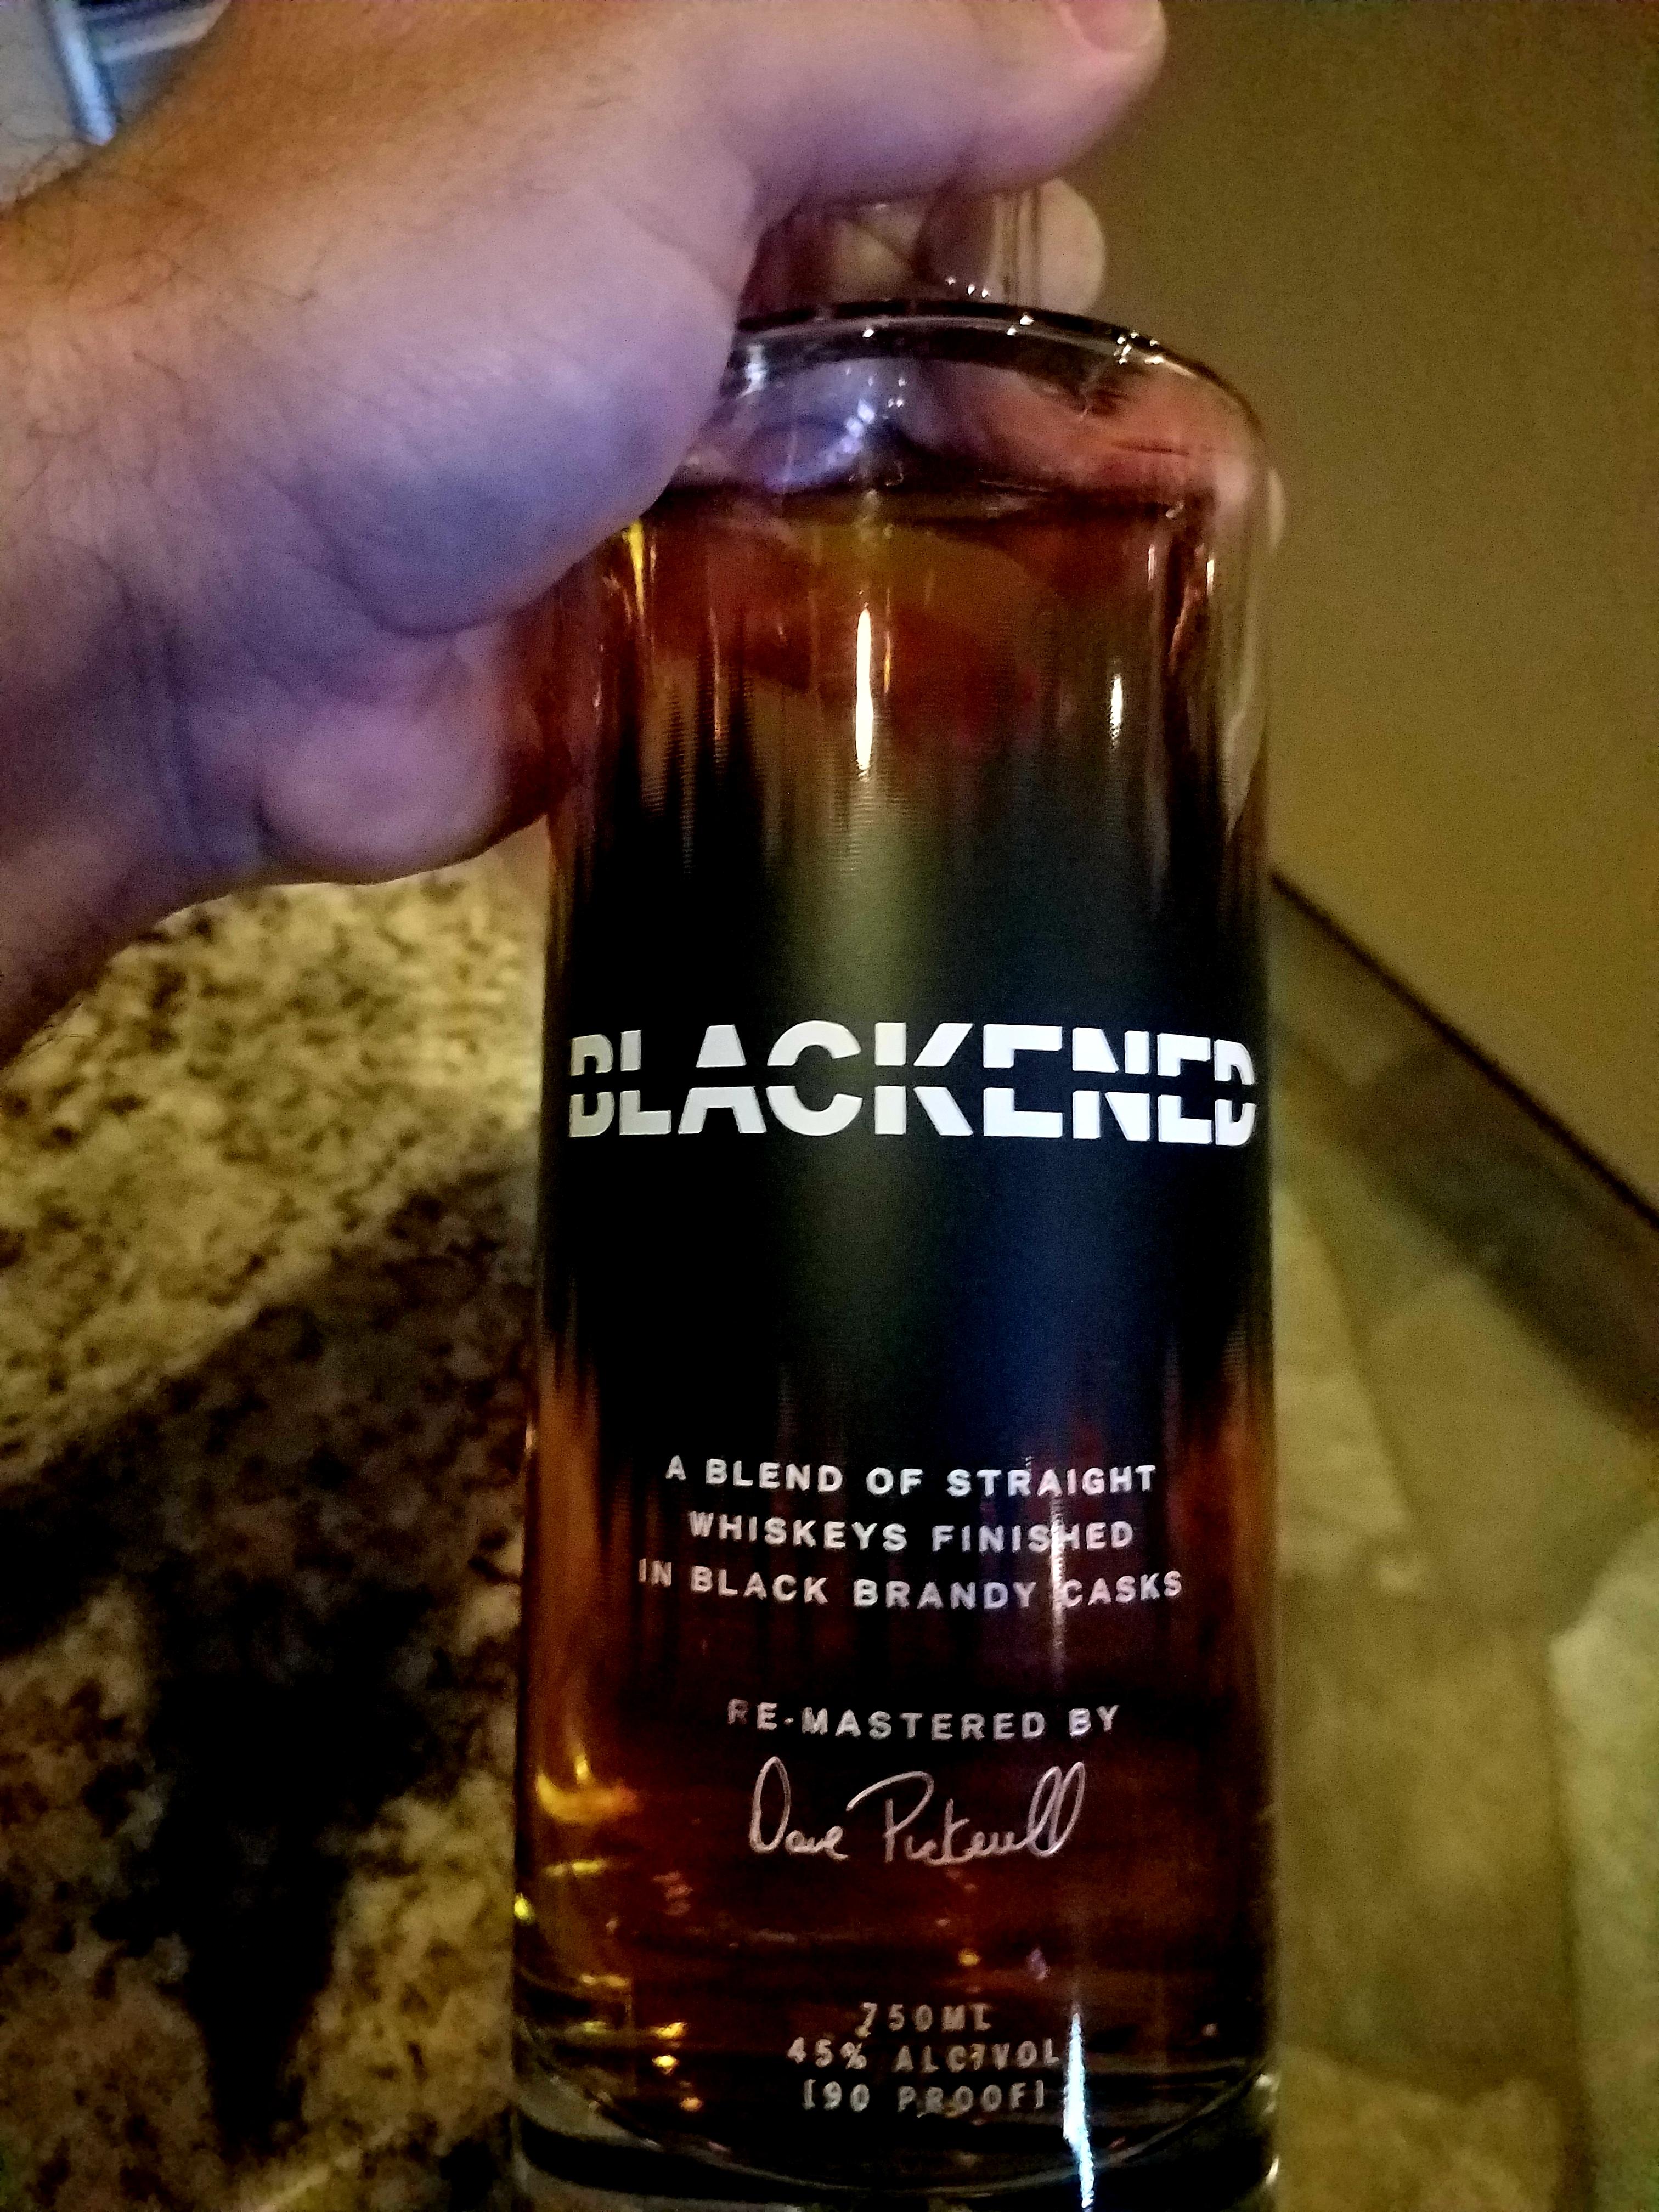 BLACKENED
A BLEND OF STRAIGHT
WHISKEYS FINISHED
IN BLACK BRANDY CASKS
RE-MASTERED BY
Dave Pickerell
750ML
45% ALC/VOL
[90 PROOF]